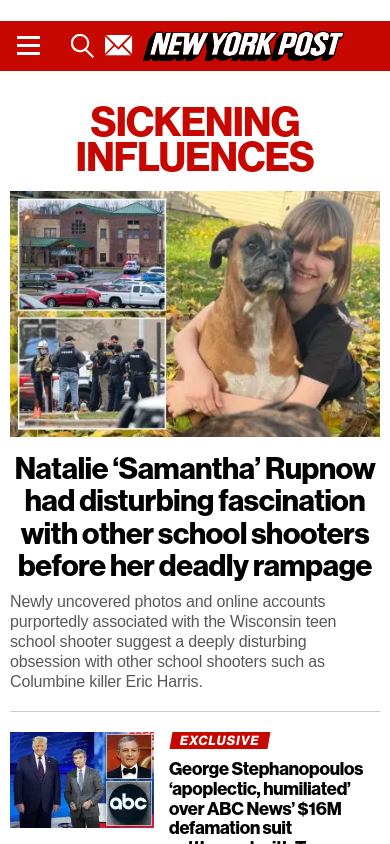 NEW YORK POST
SICKENING
INFLUENCES
Natalie ‘Samantha’ Rupnow
had disturbing fascination
with other school shooters
before her deadly rampage
Newly uncovered photos and online accounts
purportedly associated with the Wisconsin teen
school shooter suggest a deeply disturbing
obsession with other school shooters such as
Columbine killer Eric Harris.
EXCLUSIVE
George Stephanopoulos
‘apoplectic, humiliated’
over ABC News’ $16M
defamation suit
abc